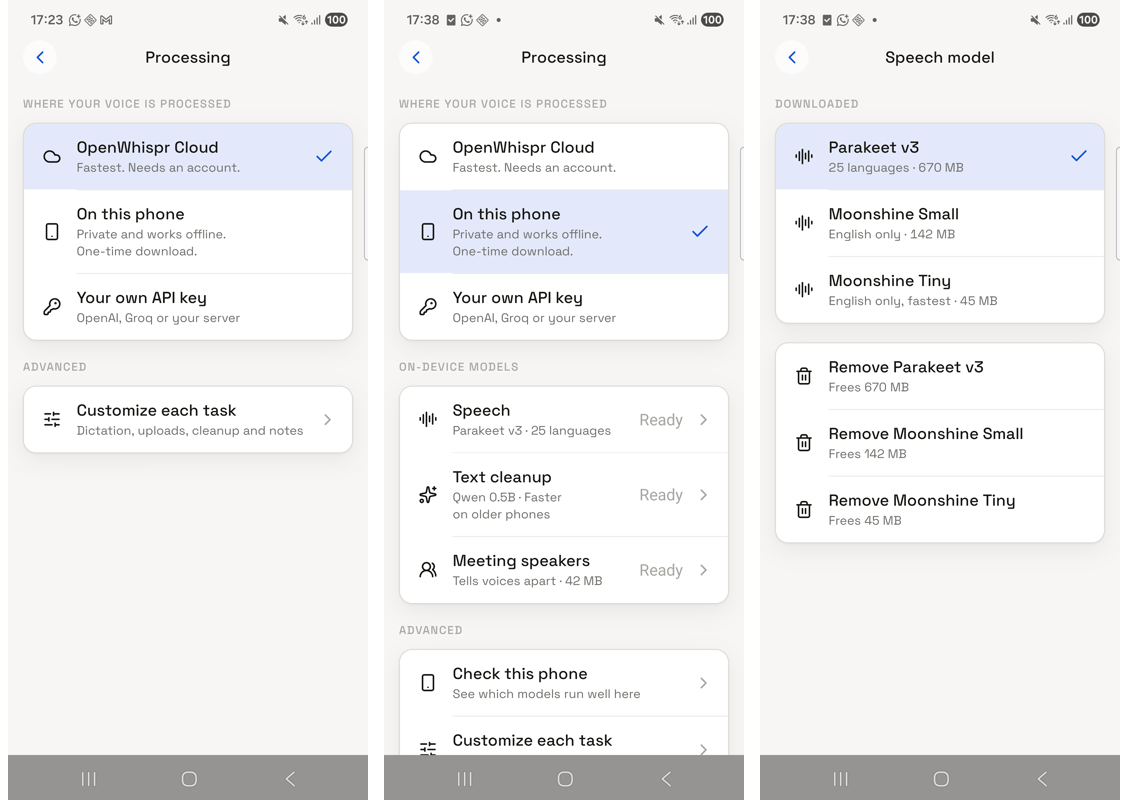 17:23
100
Processing
WHERE YOUR VOICE IS PROCESSED
OpenWhispr Cloud
Fastest. Needs an account.
On this phone
Private and works offline.
One-time download.
Your own API key
OpenAI, Groq or your server
ADVANCED
Customize each task
Dictation, uploads, cleanup and notes
17:38
100
Processing
WHERE YOUR VOICE IS PROCESSED
OpenWhispr Cloud
Fastest. Needs an account.
On this phone
Private and works offline.
One-time download.
Your own API key
OpenAI, Groq or your server
ON-DEVICE MODELS
Speech
Parakeet v3 · 25 languages
Ready
Text cleanup
Qwen 0.5B · Faster
on older phones
Ready
Meeting speakers
Tells voices apart · 42 MB
Ready
ADVANCED
Check this phone
See which models run well here
Customize each task
17:38
100
Speech model
DOWNLOADED
Parakeet v3
25 languages · 670 MB
Moonshine Small
English only · 142 MB
Moonshine Tiny
English only, fastest · 45 MB
Remove Parakeet v3
Frees 670 MB
Remove Moonshine Small
Frees 142 MB
Remove Moonshine Tiny
Frees 45 MB